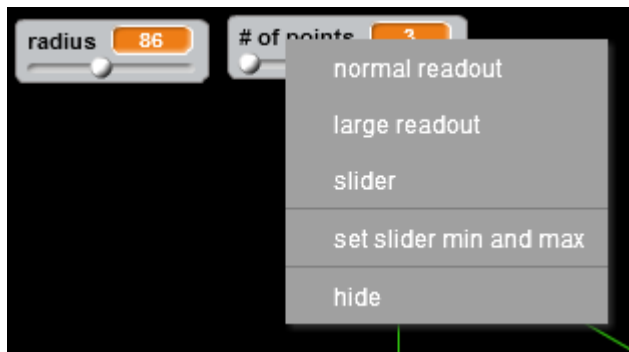 radius 86
# of points 3
normal readout
large readout
slider
set slider min and max
hide